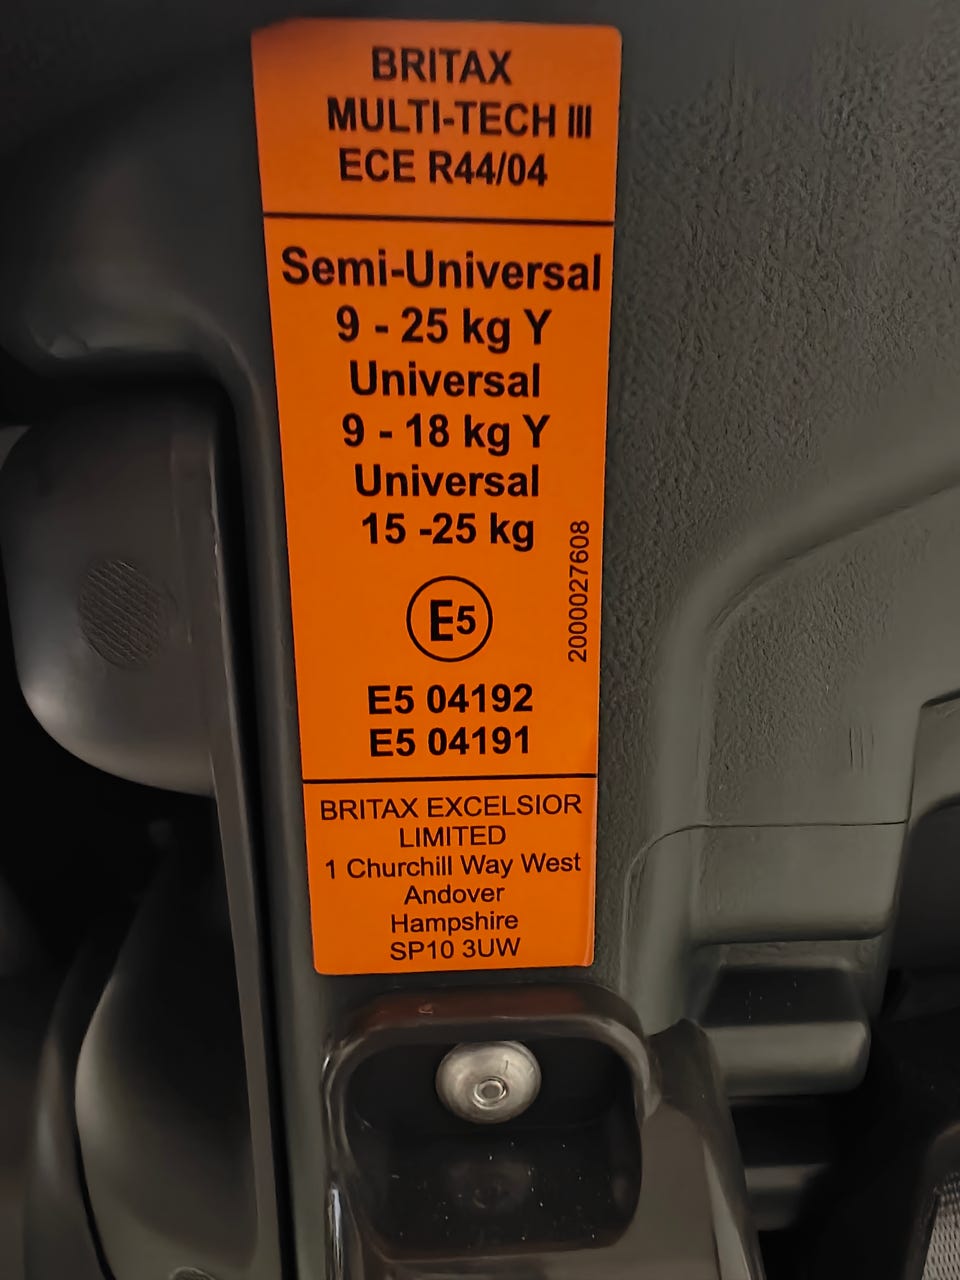 BRITAX
MULTI-TECH III
ECE R44/04
Semi-Universal
9 - 25 kg Y
Universal
9 - 18 kg Y
Universal
15 -25 kg
2000027608
E5
E5 04192
E5 04191
BRITAX EXCELSIOR
LIMITED
1 Churchill Way West
Andover
Hampshire
SP10 3UW